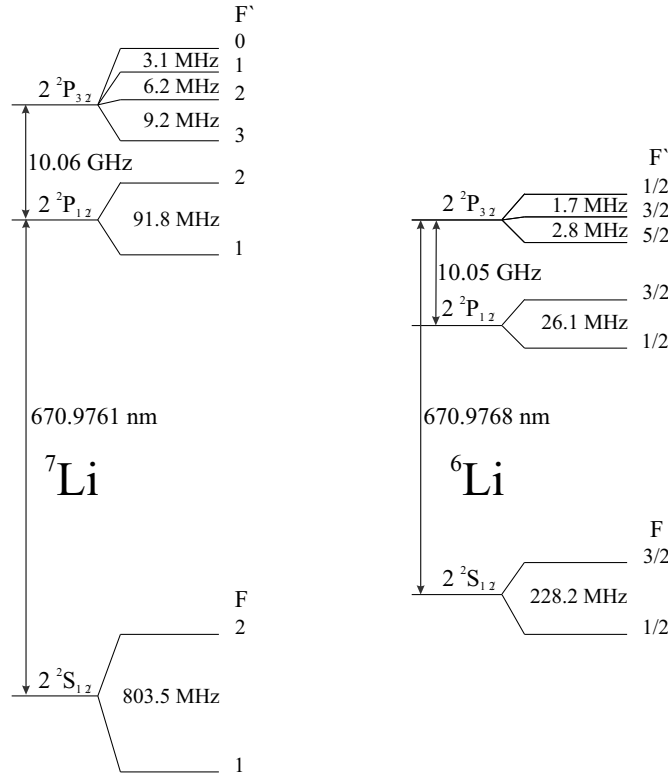 F`
0
3.1 MHz
1
6.2 MHz
2
2 ²P₃ ₂
9.2 MHz
3
10.06 GHz
2
2 ²P₁ ₂
91.8 MHz
1
670.9761 nm
⁷Li
F
2
2 ²S₁ ₂
803.5 MHz
1
F`
1/2
2 ²P₃ ₂
1.7 MHz
3/2
2.8 MHz
5/2
10.05 GHz
3/2
2 ²P₁ ₂
26.1 MHz
1/2
670.9768 nm
⁶Li
F
3/2
2 ²S₁ ₂
228.2 MHz
1/2